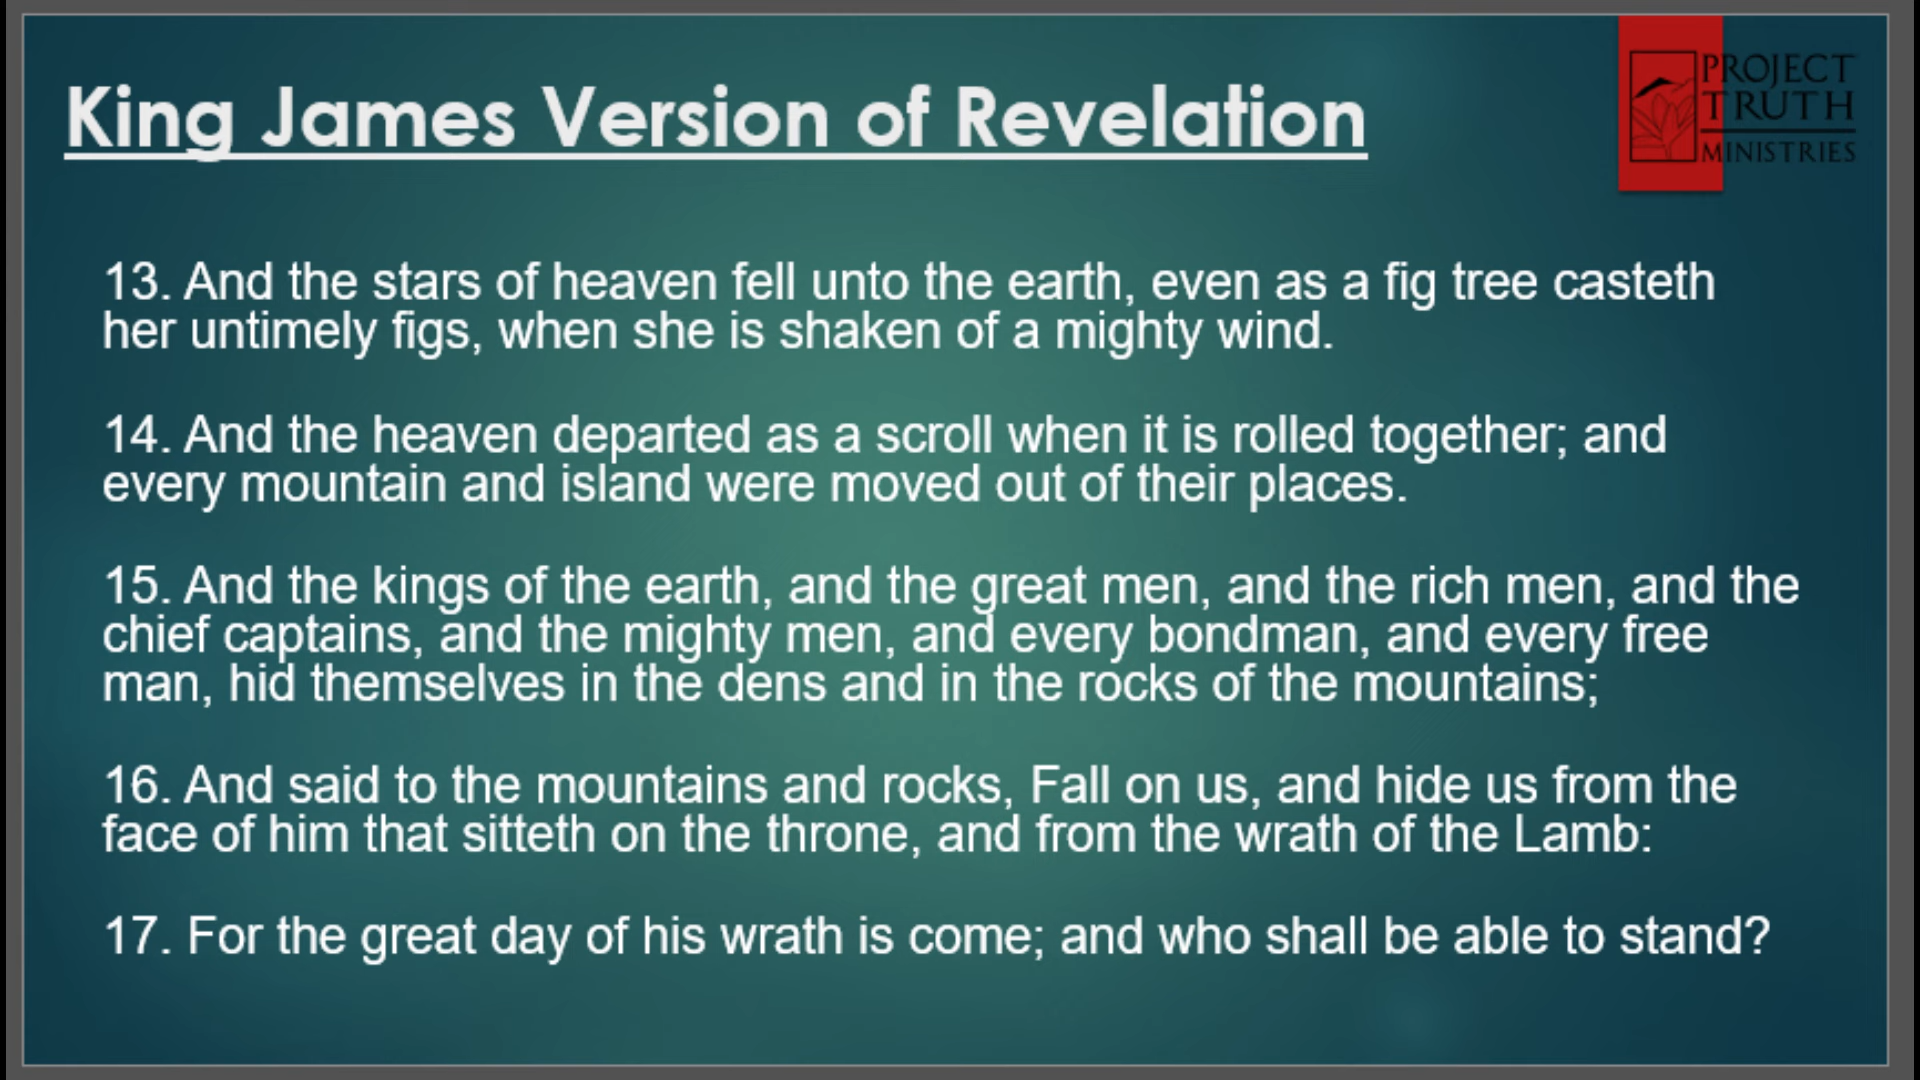 King James Version of Revelation
PROJECT
TRUTH
MINISTRIES
13. And the stars of heaven fell unto the earth, even as a fig tree casteth
her untimely figs, when she is shaken of a mighty wind.
14. And the heaven departed as a scroll when it is rolled together; and
every mountain and island were moved out of their places.
15. And the kings of the earth, and the great men, and the rich men, and the
chief captains, and the mighty men, and every bondman, and every free
man, hid themselves in the dens and in the rocks of the mountains;
16. And said to the mountains and rocks, Fall on us, and hide us from the
face of him that sitteth on the throne, and from the wrath of the Lamb:
17. For the great day of his wrath is come; and who shall be able to stand?